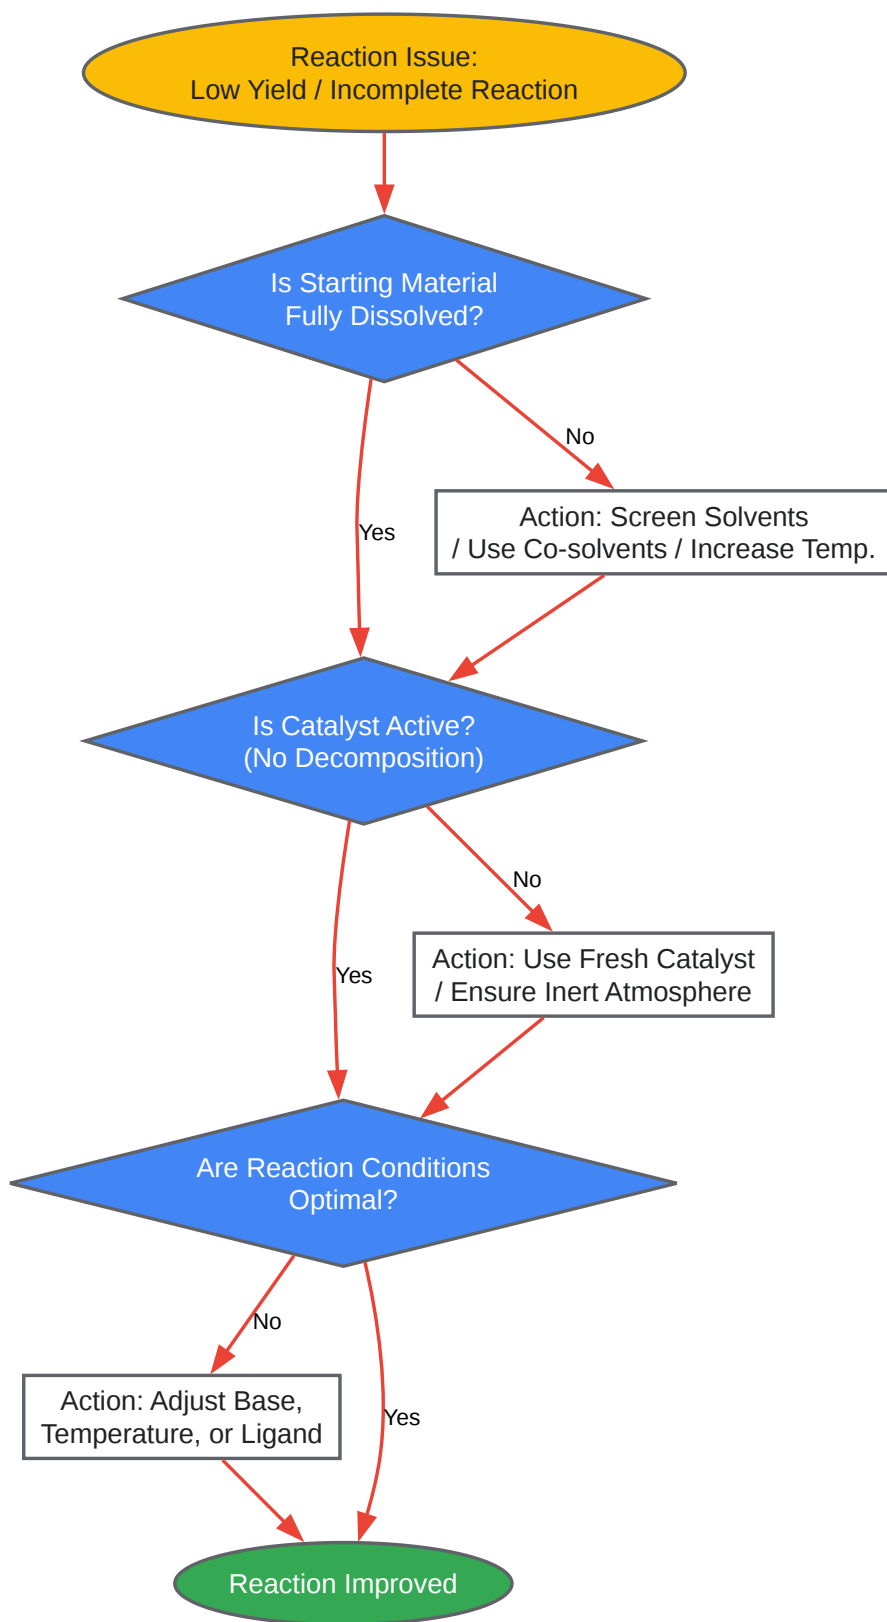 Reaction Issue:
Low Yield / Incomplete Reaction
Is Starting Material
Fully Dissolved?
No
Action: Screen Solvents
/ Use Co-solvents / Increase Temp.
Yes
Is Catalyst Active?
(No Decomposition)
No
Action: Use Fresh Catalyst
/ Ensure Inert Atmosphere
Yes
Are Reaction Conditions
Optimal?
No
Action: Adjust Base,
Temperature, or Ligand
Yes
Reaction Improved